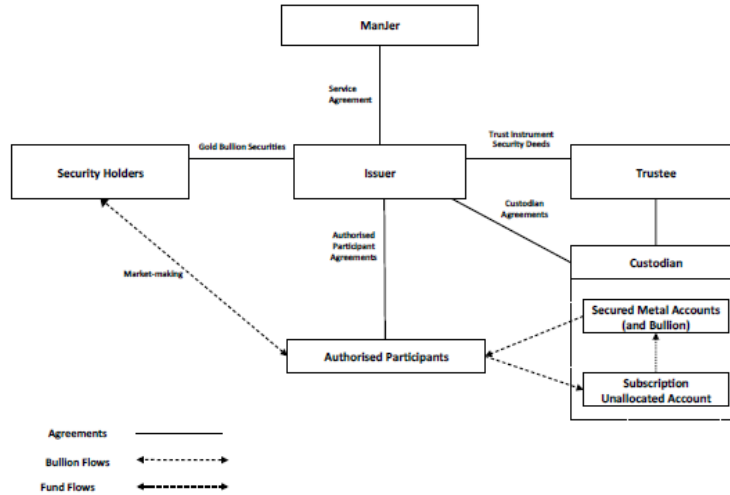 ManJer
Service
Agreement
Gold Bullion Securities
Trust Instrument
Security Deeds
Security Holders
Issuer
Trustee
Custodian
Agreements
Authorised
Participant
Agreements
Custodian
Market-making
Secured Metal Accounts
(and Bullion)
Authorised Participants
Subscription
Unallocated Account
Agreements
Bullion Flows
Fund Flows